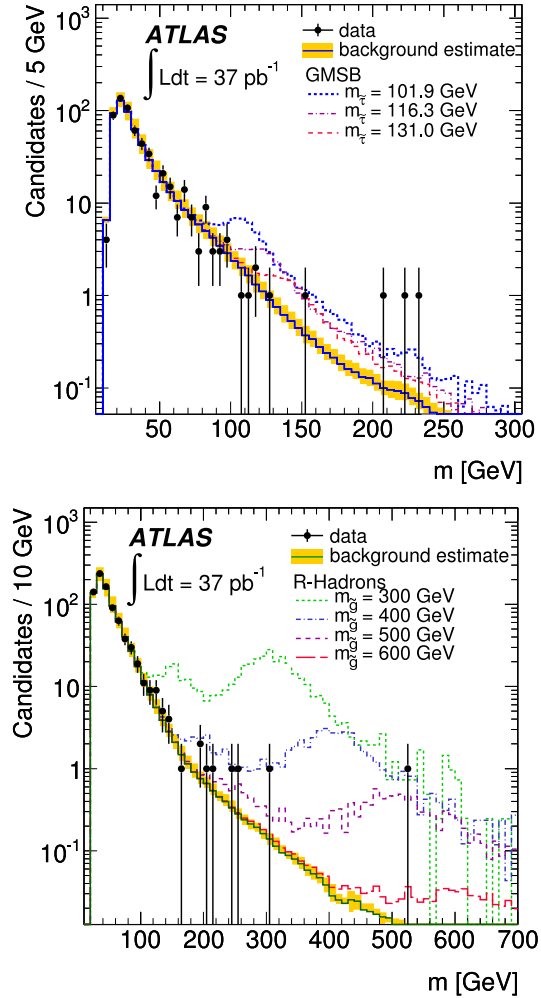 ATLAS
∫ Ldt = 37 pb⁻¹
data
background estimate
GMSB
m_τ̃ = 101.9 GeV
m_τ̃ = 116.3 GeV
m_τ̃ = 131.0 GeV
Candidates / 5 GeV
10³
10²
10
1
10⁻¹
50 100 150 200 250 300
m [GeV]
ATLAS
∫ Ldt = 37 pb⁻¹
data
background estimate
R-Hadrons
m_g̃ = 300 GeV
m_g̃ = 400 GeV
m_g̃ = 500 GeV
m_g̃ = 600 GeV
Candidates / 10 GeV
10³
10²
10
1
10⁻¹
100 200 300 400 500 600 700
m [GeV]